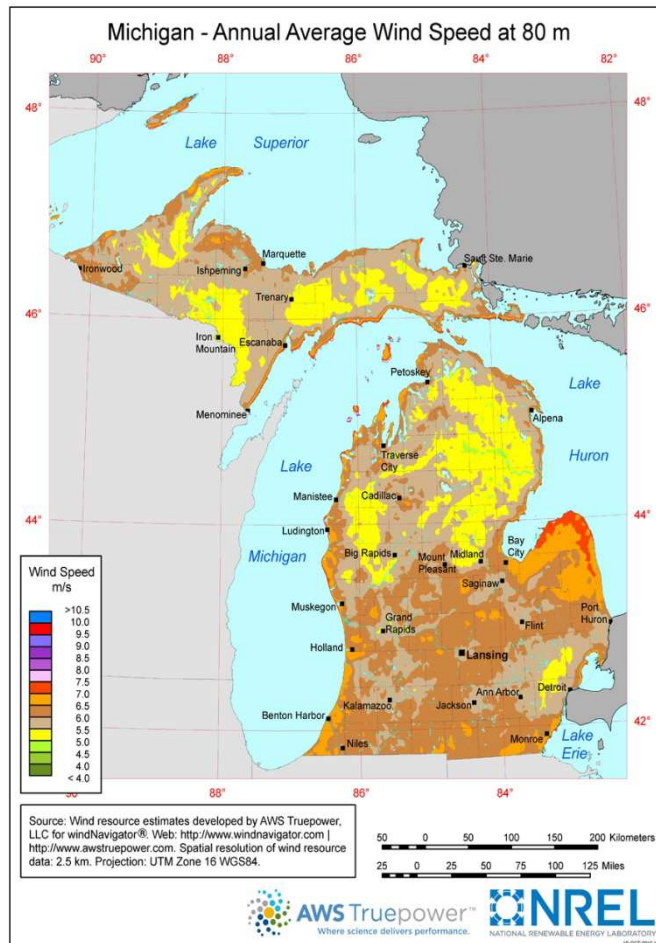 Michigan - Annual Average Wind Speed at 80 m
90°
88°
86°
84°
82°
48°
48°
Lake Superior
Marquette
Sault Ste. Marie
Ironwood
Ishpeming
Trenary
46°
46°
Iron
Mountain
Escanaba
Petoskey
Lake
Menominee
Alpena
Traverse
City
Huron
Lake
Manistee
Cadillac
44°
44°
Ludington
Bay
City
Michigan
Big Rapids
Mount
Pleasant
Midland
Saginaw
Wind Speed
m/s
>10.5
10.0
9.5
9.0
8.5
8.0
7.5
7.0
6.5
6.0
5.5
5.0
4.5
4.0
< 4.0
Muskegon
Grand
Rapids
Flint
Port
Huron
Holland
Lansing
Ann Arbor
Detroit
Kalamazoo
Jackson
Benton Harbor
42°
42°
Niles
Monroe
Lake
Erie
88°
86°
84°
Source: Wind resource estimates developed by AWS Truepower,
LLC for windNavigator®. Web: http://www.windnavigator.com |
http://www.awstruepower.com. Spatial resolution of wind resource
data: 2.5 km. Projection: UTM Zone 16 WGS84.
50 0 50 100 150 200 Kilometers
25 0 25 50 75 100 125 Miles
AWS Truepower™
Where science delivers performance.
NREL
NATIONAL RENEWABLE ENERGY LABORATORY